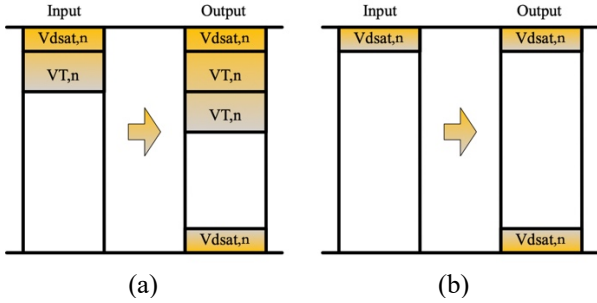 Input Output
Vdsat,n Vdsat,n
VT,n VT,n
VT,n
Vdsat,n
(a)
Input Output
Vdsat,n Vdsat,n
Vdsat,n
(b)